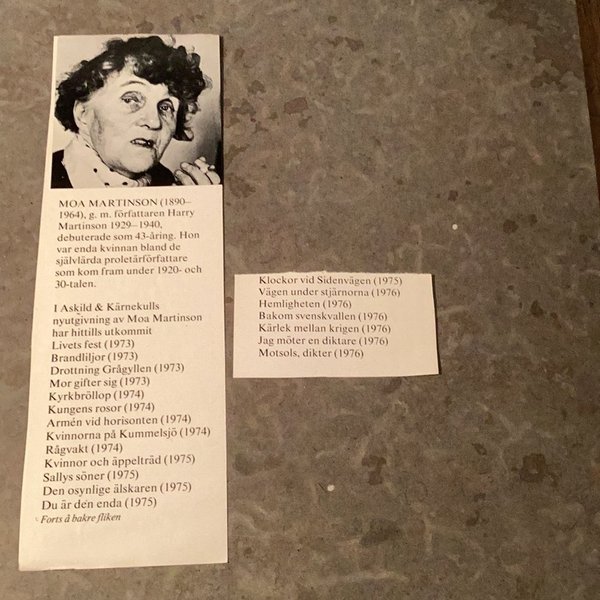 MOA MARTINSON (1890–
1964), g. m. författaren Harry
Martinson 1929–1940,
debuterade som 43-åring. Hon
var enda kvinnan bland de
självlärda proletärförfattare
som kom fram under 1920- och
30-talen.
I Askild & Kärnekulls
nyutgivning av Moa Martinson
har hittills utkommit
Livets fest (1973)
Brandliljor (1973)
Drottning Grågyllen (1973)
Mor gifter sig (1973)
Kyrkbröllop (1974)
Kungens rosor (1974)
Armén vid horisonten (1974)
Kvinnorna på Kummelsjö (1974)
Rågvakt (1974)
Kvinnor och äppelträd (1975)
Sallys söner (1975)
Den osynlige älskaren (1975)
Du är den enda (1975)
Forts å bakre fliken
Klockor vid Sidenvägen (1975)
Vägen under stjärnorna (1976)
Hemligheten (1976)
Bakom svenskvallen (1976)
Kärlek mellan krigen (1976)
Jag möter en diktare (1976)
Motsols, dikter (1976)